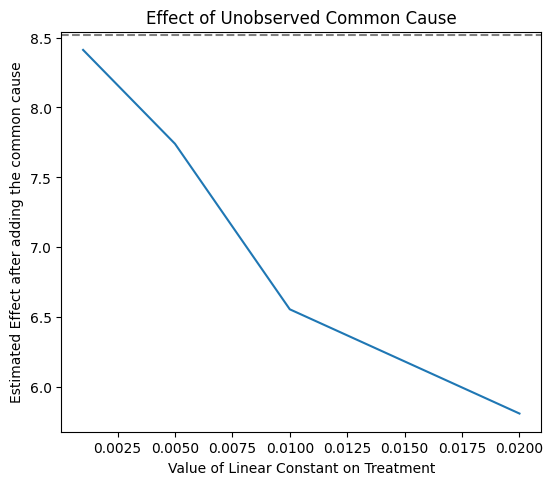 Effect of Unobserved Common Cause
8.5
8.0
7.5
7.0
6.5
6.0
Estimated Effect after adding the common cause
0.0025 0.0050 0.0075 0.0100 0.0125 0.0150 0.0175 0.0200
Value of Linear Constant on Treatment